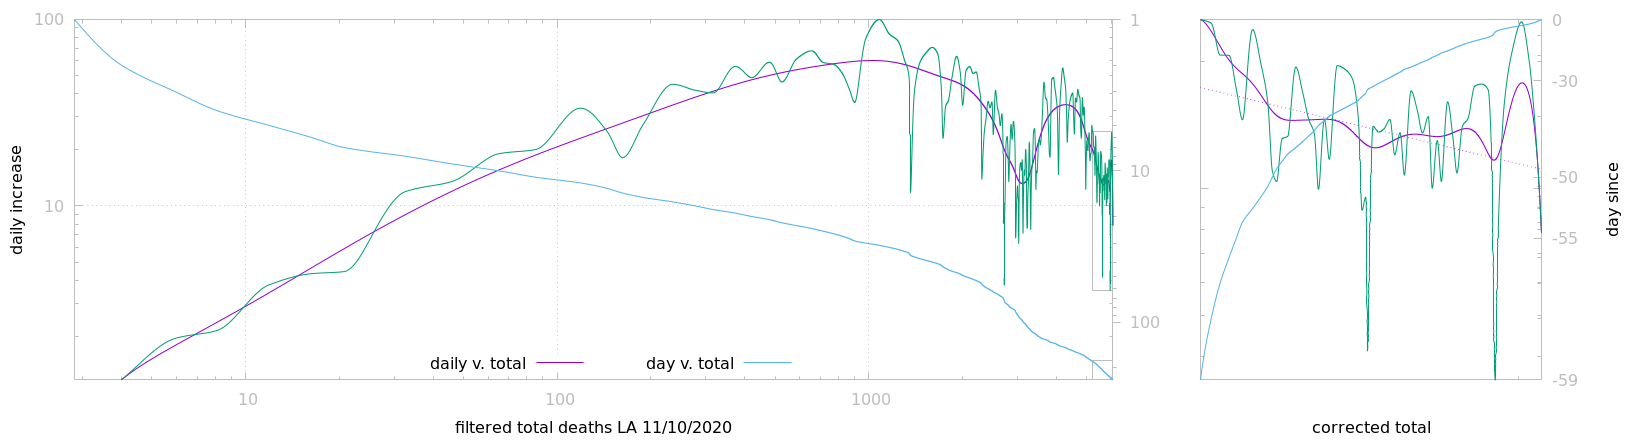 100
10
daily increase
10
100
1000
filtered total deaths LA 11/10/2020
daily v. total
day v. total
1
10
100
0
-30
-50
-55
-59
day since
corrected total